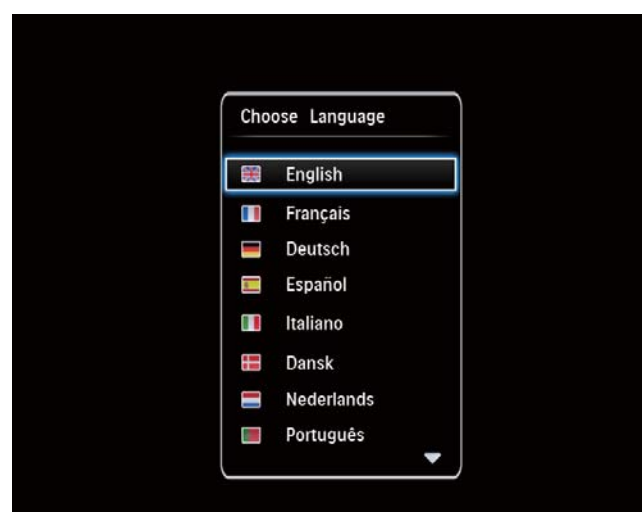 Choose Language
English
Français
Deutsch
Español
Italiano
Dansk
Nederlands
Português